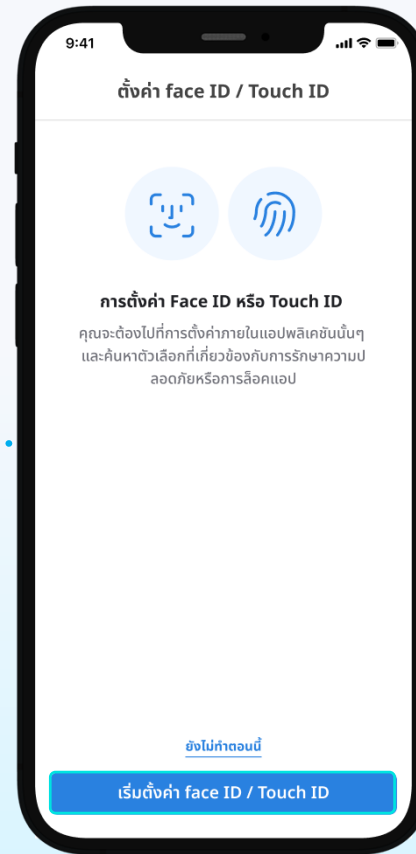 9:41
ตั้งค่า face ID / Touch ID
การตั้งค่า Face ID หรือ Touch ID
คุณจะต้องไปที่การตั้งค่าภายในแอปพลิเคชันนั้นๆ
และค้นหาตัวเลือกที่เกี่ยวข้องกับการรักษาความป
ลอดภัยหรือการล็อคแอป
ยังไม่ทำตอนนี้
เริ่มตั้งค่า face ID / Touch ID